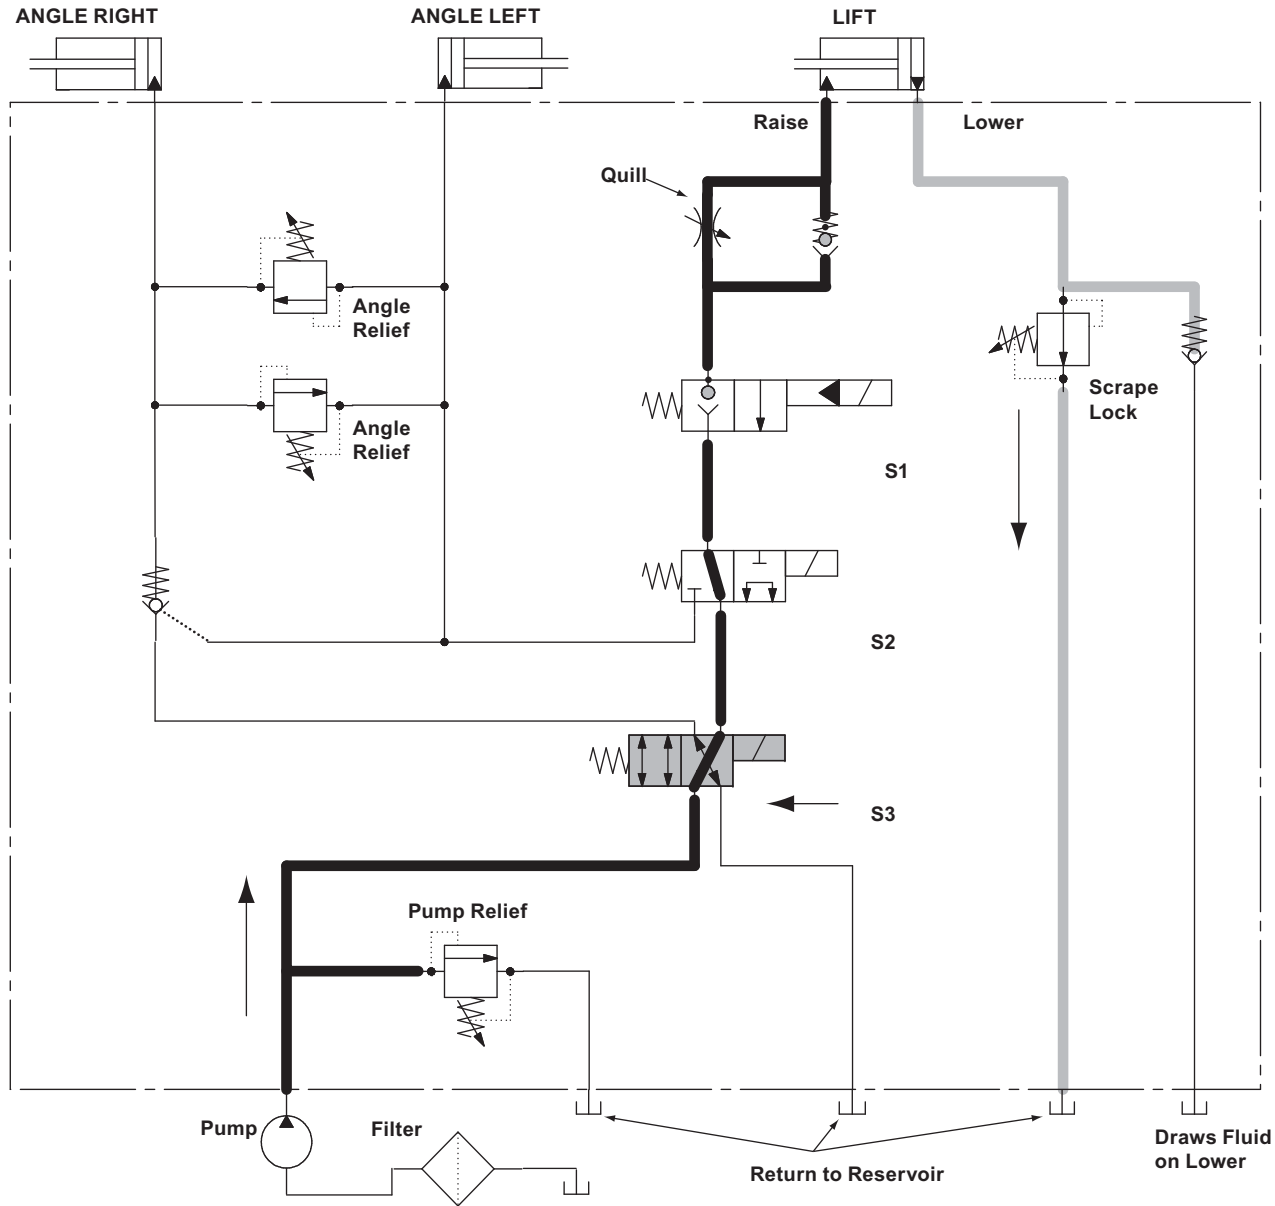 ANGLE RIGHT
ANGLE LEFT
LIFT
Raise
Lower
Quill
Angle
Relief
Angle
Relief
Scrape
Lock
S1
S2
S3
Pump Relief
Pump
Filter
Return to Reservoir
Draws Fluid
on Lower